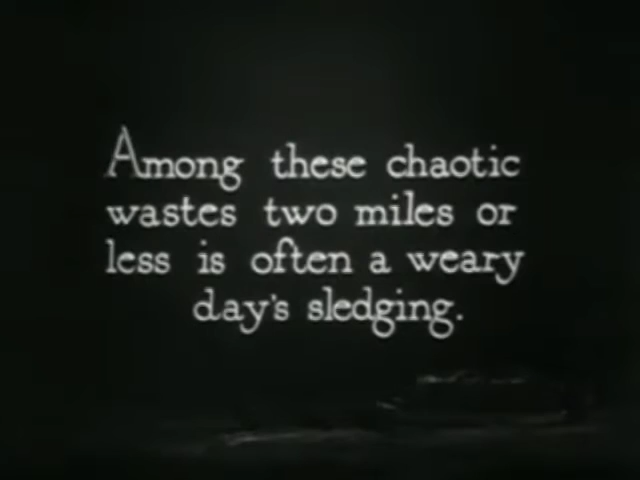 Among these chaotic
wastes two miles or
less is often a weary
day's sledging.